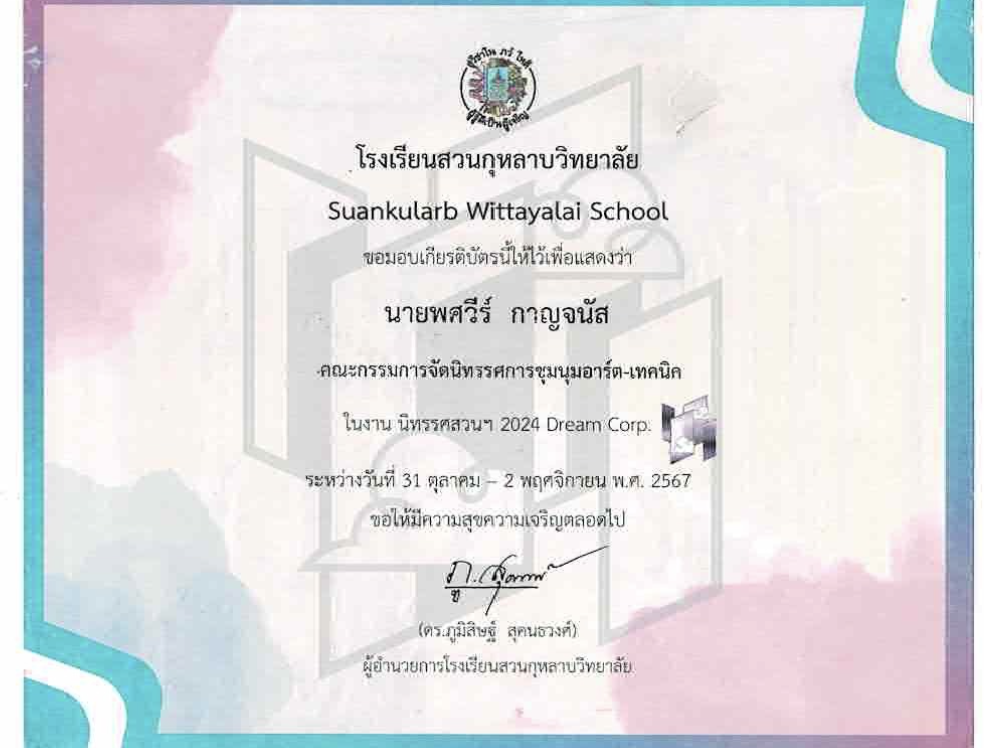 โรงเรียนสวนกุหลาบวิทยาลัย
Suankularb Wittayalai School
ขอมอบเกียรติบัตรนี้ให้ไว้เพื่อแสดงว่า
นายพศวีร์ กาญจนัส
คณะกรรมการจัดนิทรรศการชุมนุมอาร์ต-เทคนิค
ในงาน นิทรรศสวนฯ 2024 Dream Corp.
ระหว่างวันที่ 31 ตุลาคม – 2 พฤศจิกายน พ.ศ. 2567
ขอให้มีความสุขความเจริญตลอดไป
(ดร.ภูมิสิษฐ์ สุคนธวงศ์)
ผู้อำนวยการโรงเรียนสวนกุหลาบวิทยาลัย